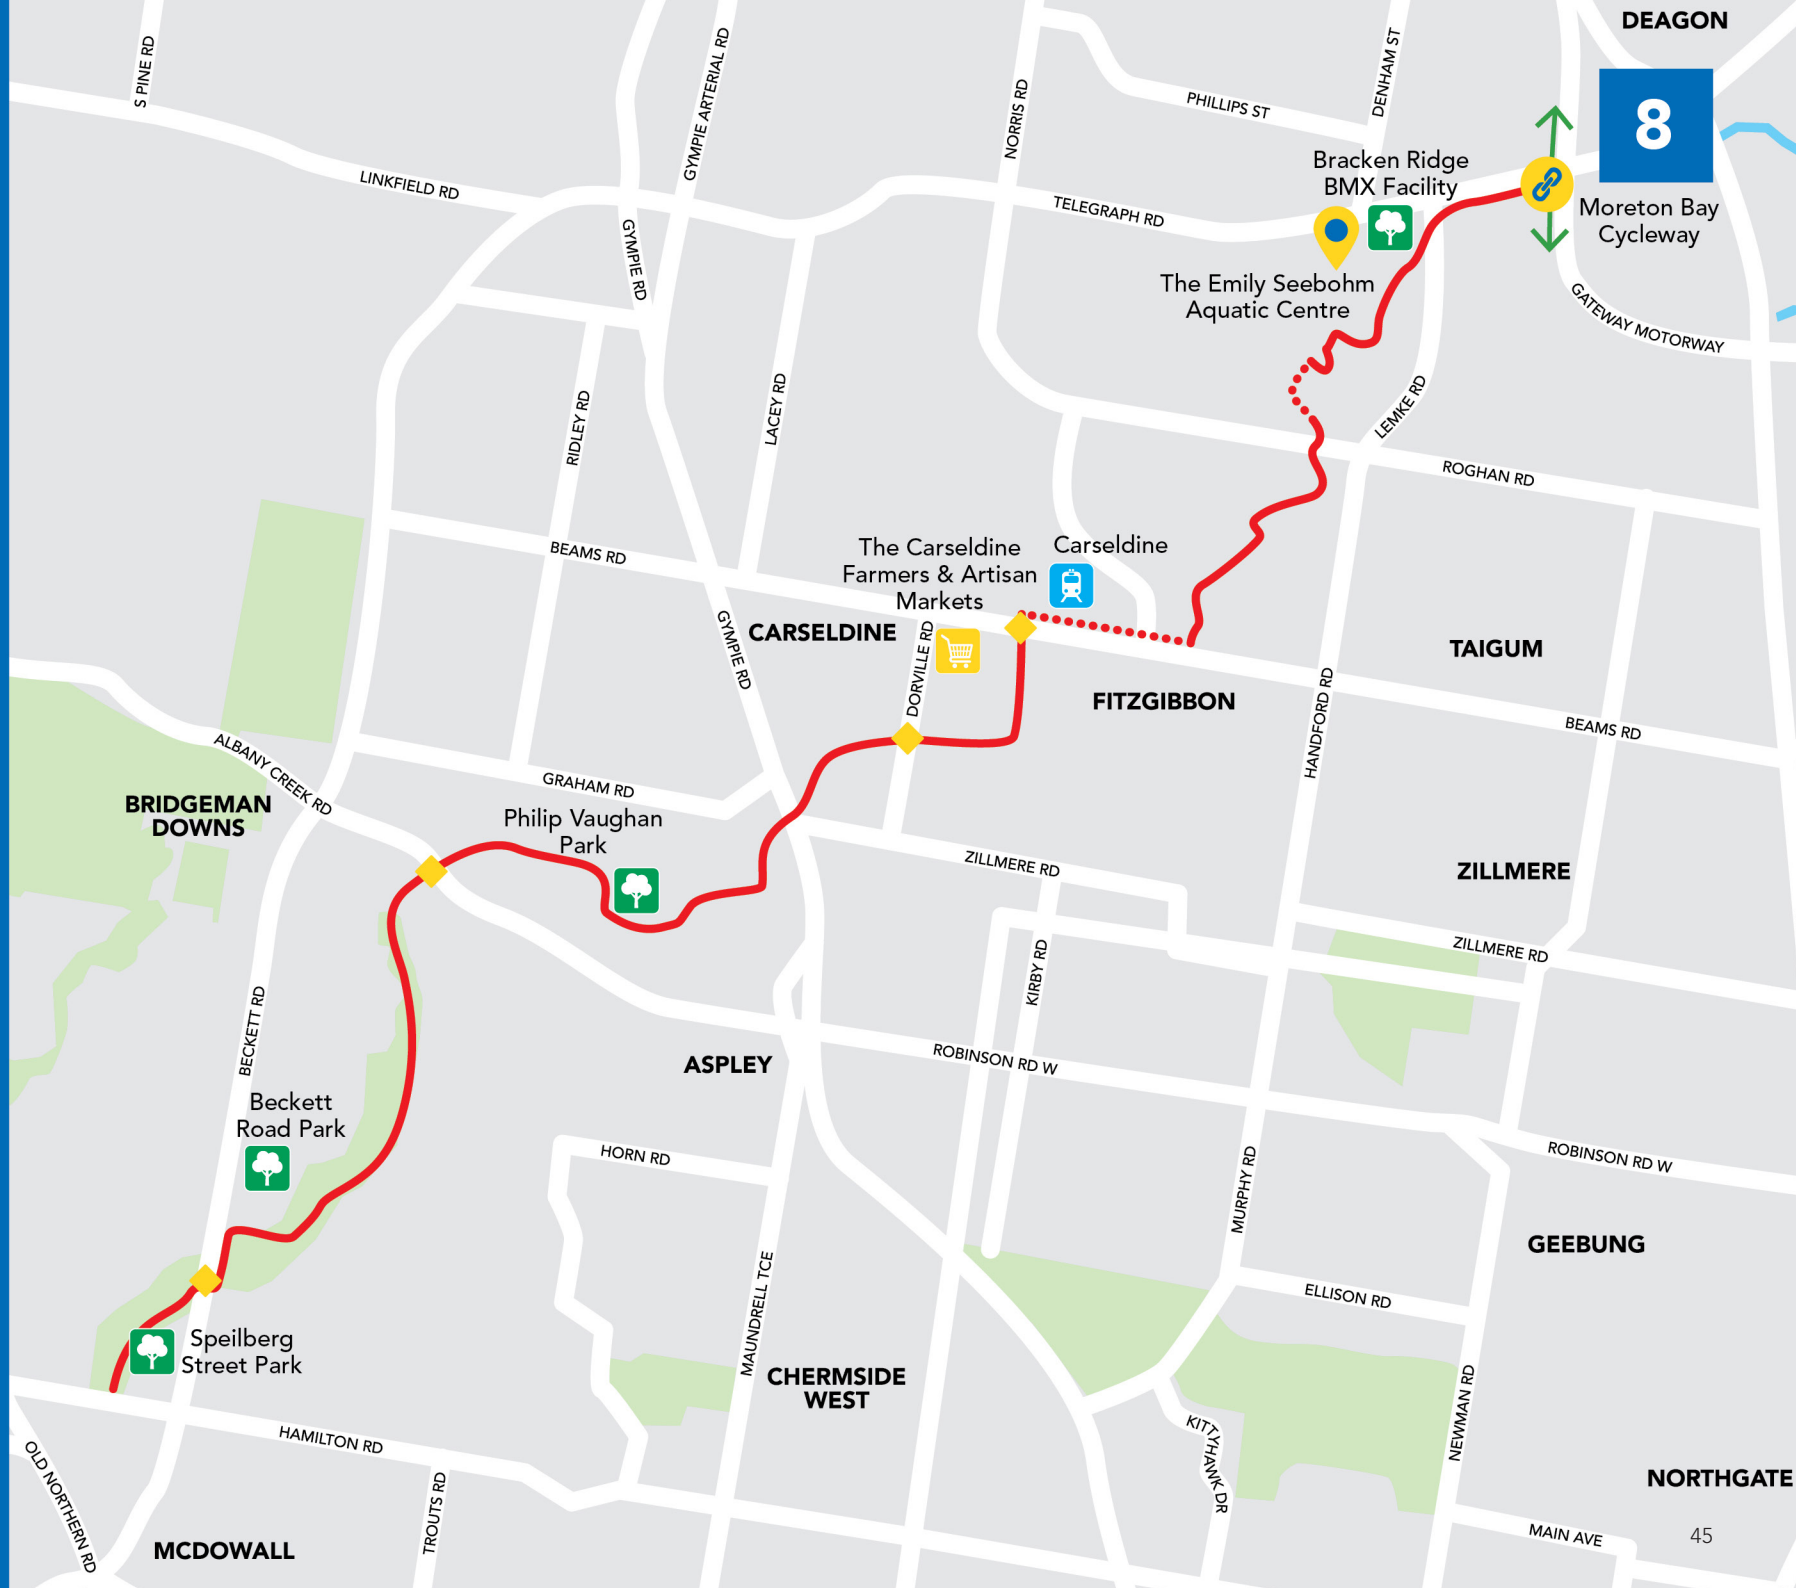 DEAGON
8
S PINE RD
GYMPIE ARTERIAL RD
NORRIS RD
PHILLIPS ST
DENHAM ST
LINKFIELD RD
Bracken Ridge
BMX Facility
TELEGRAPH RD
Moreton Bay
Cycleway
GYMPIE RD
The Emily Seebohm
Aquatic Centre
GATEWAY MOTORWAY
RIDLEY RD
LACEY RD
LEMKE RD
ROGHAN RD
BEAMS RD
The Carseldine
Farmers & Artisan
Markets
Carseldine
CARSELDINE
GYMPIE RD
DORVILLE RD
TAIGUM
FITZGIBBON
HANDFORD RD
BEAMS RD
ALBANY CREEK RD
GRAHAM RD
BRIDGEMAN
DOWNS
Philip Vaughan
Park
ZILLMERE RD
ZILLMERE
ZILLMERE RD
KIRBY RD
BECKETT RD
ASPLEY
ROBINSON RD W
Beckett
Road Park
HORN RD
MURPHY RD
ROBINSON RD W
GEEBUNG
MAUNDRELL TCE
ELLISON RD
Speilberg
Street Park
CHERMSIDE
WEST
NEWMAN RD
HAMILTON RD
KITTYHAWK DR
OLD NORTHERN RD
TROUTS RD
NORTHGATE
MCDOWALL
MAIN AVE
45